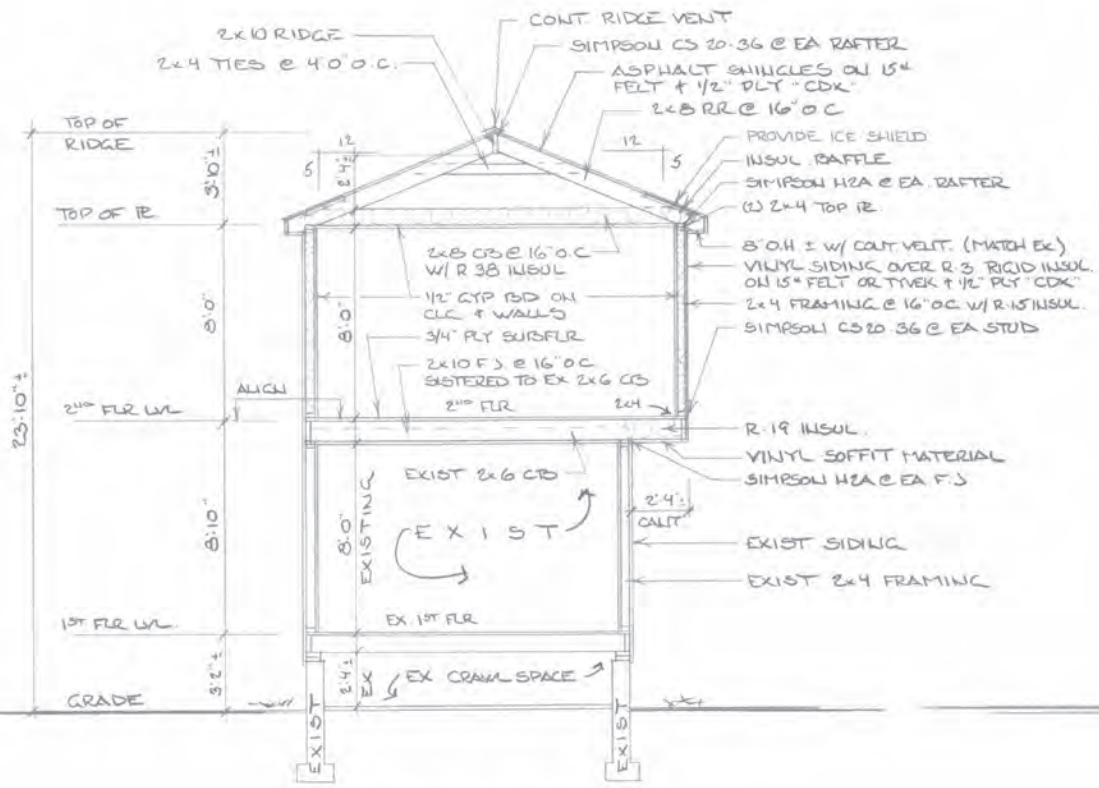 CONT RIDGE VENT
2x10 RIDGE
SIMPSON CS 20-36 @ EA RAFTER
2x4 TIES @ 4'0" O.C.
ASPHALT SHINGLES ON 15#
FELT + 1/2" PLY "CDX"
2x8 RR @ 16" O.C
TOP OF
RIDGE
12
12
PROVIDE ICE SHIELD
5
5
INSUL BAFFLE
3'10"±
2'4"±
SIMPSON H2A @ EA. RAFTER
TOP OF PL
(2) 2x4 TOP PL
8" O.H ± W/ CONT VENT. (MATCH EX)
2x8 CB @ 16" O.C
W/ R 38 INSUL
VINYL SIDING OVER R-3 RIGID INSUL.
ON 15# FELT OR TYVEK + 1/2" PLY "CDX"
1/2" GYP BD ON
CLG + WALLS
2x4 FRAMING @ 16" O.C W/ R-15 INSUL.
8'0"
8'0"
3/4" PLY SUBFLR
SIMPSON CS20-36 @ EA STUD
2x10 F.J. @ 16" O.C
SISTERED TO EX 2x6 CB
ALIGN
2ND FLR
2x4
2ND FLR LVL
23'10"±
R-19 INSUL.
VINYL SOFFIT MATERIAL
EXIST 2x6 CB
SIMPSON H2A @ EA F.J
2'4"±
CANT
8'10"
8'0"
EXISTING
EXIST
EXIST SIDING
EXIST 2x4 FRAMING
1ST FLR LVL
EX. 1ST FLR
3'2"±
2'4"±
EX
EX CRAWL SPACE
GRADE
EXIST
EXIST